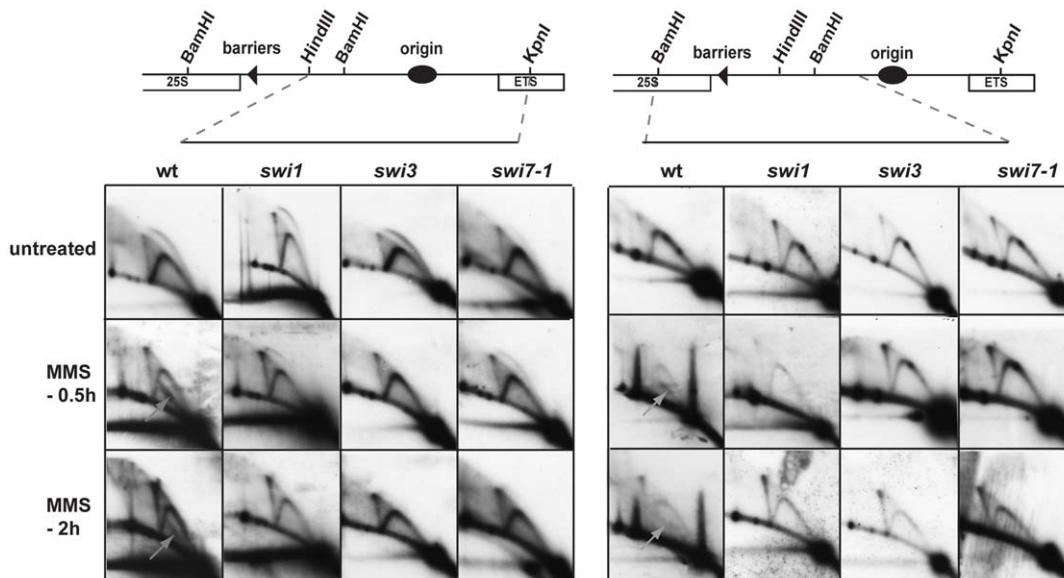 BamHI barriers HindIII BamHI origin KpnI
25S ETS
BamHI barriers HindIII BamHI origin KpnI
25S ETS
wt swi1 swi3 swi7-1
wt swi1 swi3 swi7-1
untreated
MMS
- 0.5h
MMS
- 2h